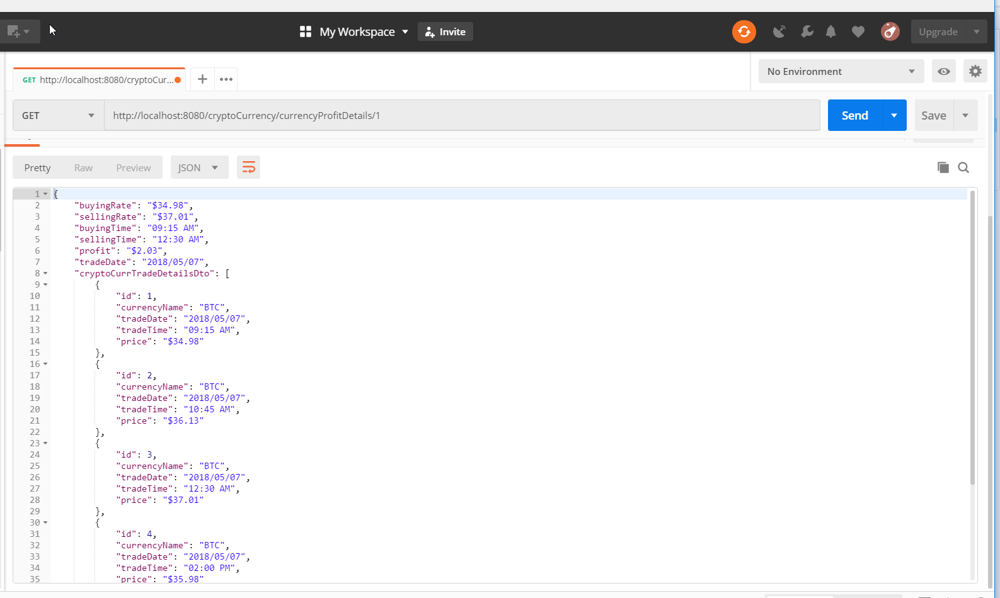 My Workspace Invite Upgrade
GET http://localhost:8080/cryptoCur... + ••• No Environment
GET http://localhost:8080/cryptoCurrency/currencyProfitDetails/1 Send Save
Pretty Raw Preview JSON
1 {
2 "buyingRate": "$34.98",
3 "sellingRate": "$37.01",
4 "buyingTime": "09:15 AM",
5 "sellingTime": "12:30 AM",
6 "profit": "$2.03",
7 "tradeDate": "2018/05/07",
8 "cryptoCurrTradeDetailsDto": [
9 {
10 "id": 1,
11 "currencyName": "BTC",
12 "tradeDate": "2018/05/07",
13 "tradeTime": "09:15 AM",
14 "price": "$34.98"
15 },
16 {
17 "id": 2,
18 "currencyName": "BTC",
19 "tradeDate": "2018/05/07",
20 "tradeTime": "10:45 AM",
21 "price": "$36.13"
22 },
23 {
24 "id": 3,
25 "currencyName": "BTC",
26 "tradeDate": "2018/05/07",
27 "tradeTime": "12:30 AM",
28 "price": "$37.01"
29 },
30 {
31 "id": 4,
32 "currencyName": "BTC",
33 "tradeDate": "2018/05/07",
34 "tradeTime": "02:00 PM",
35 "price": "$35.98"